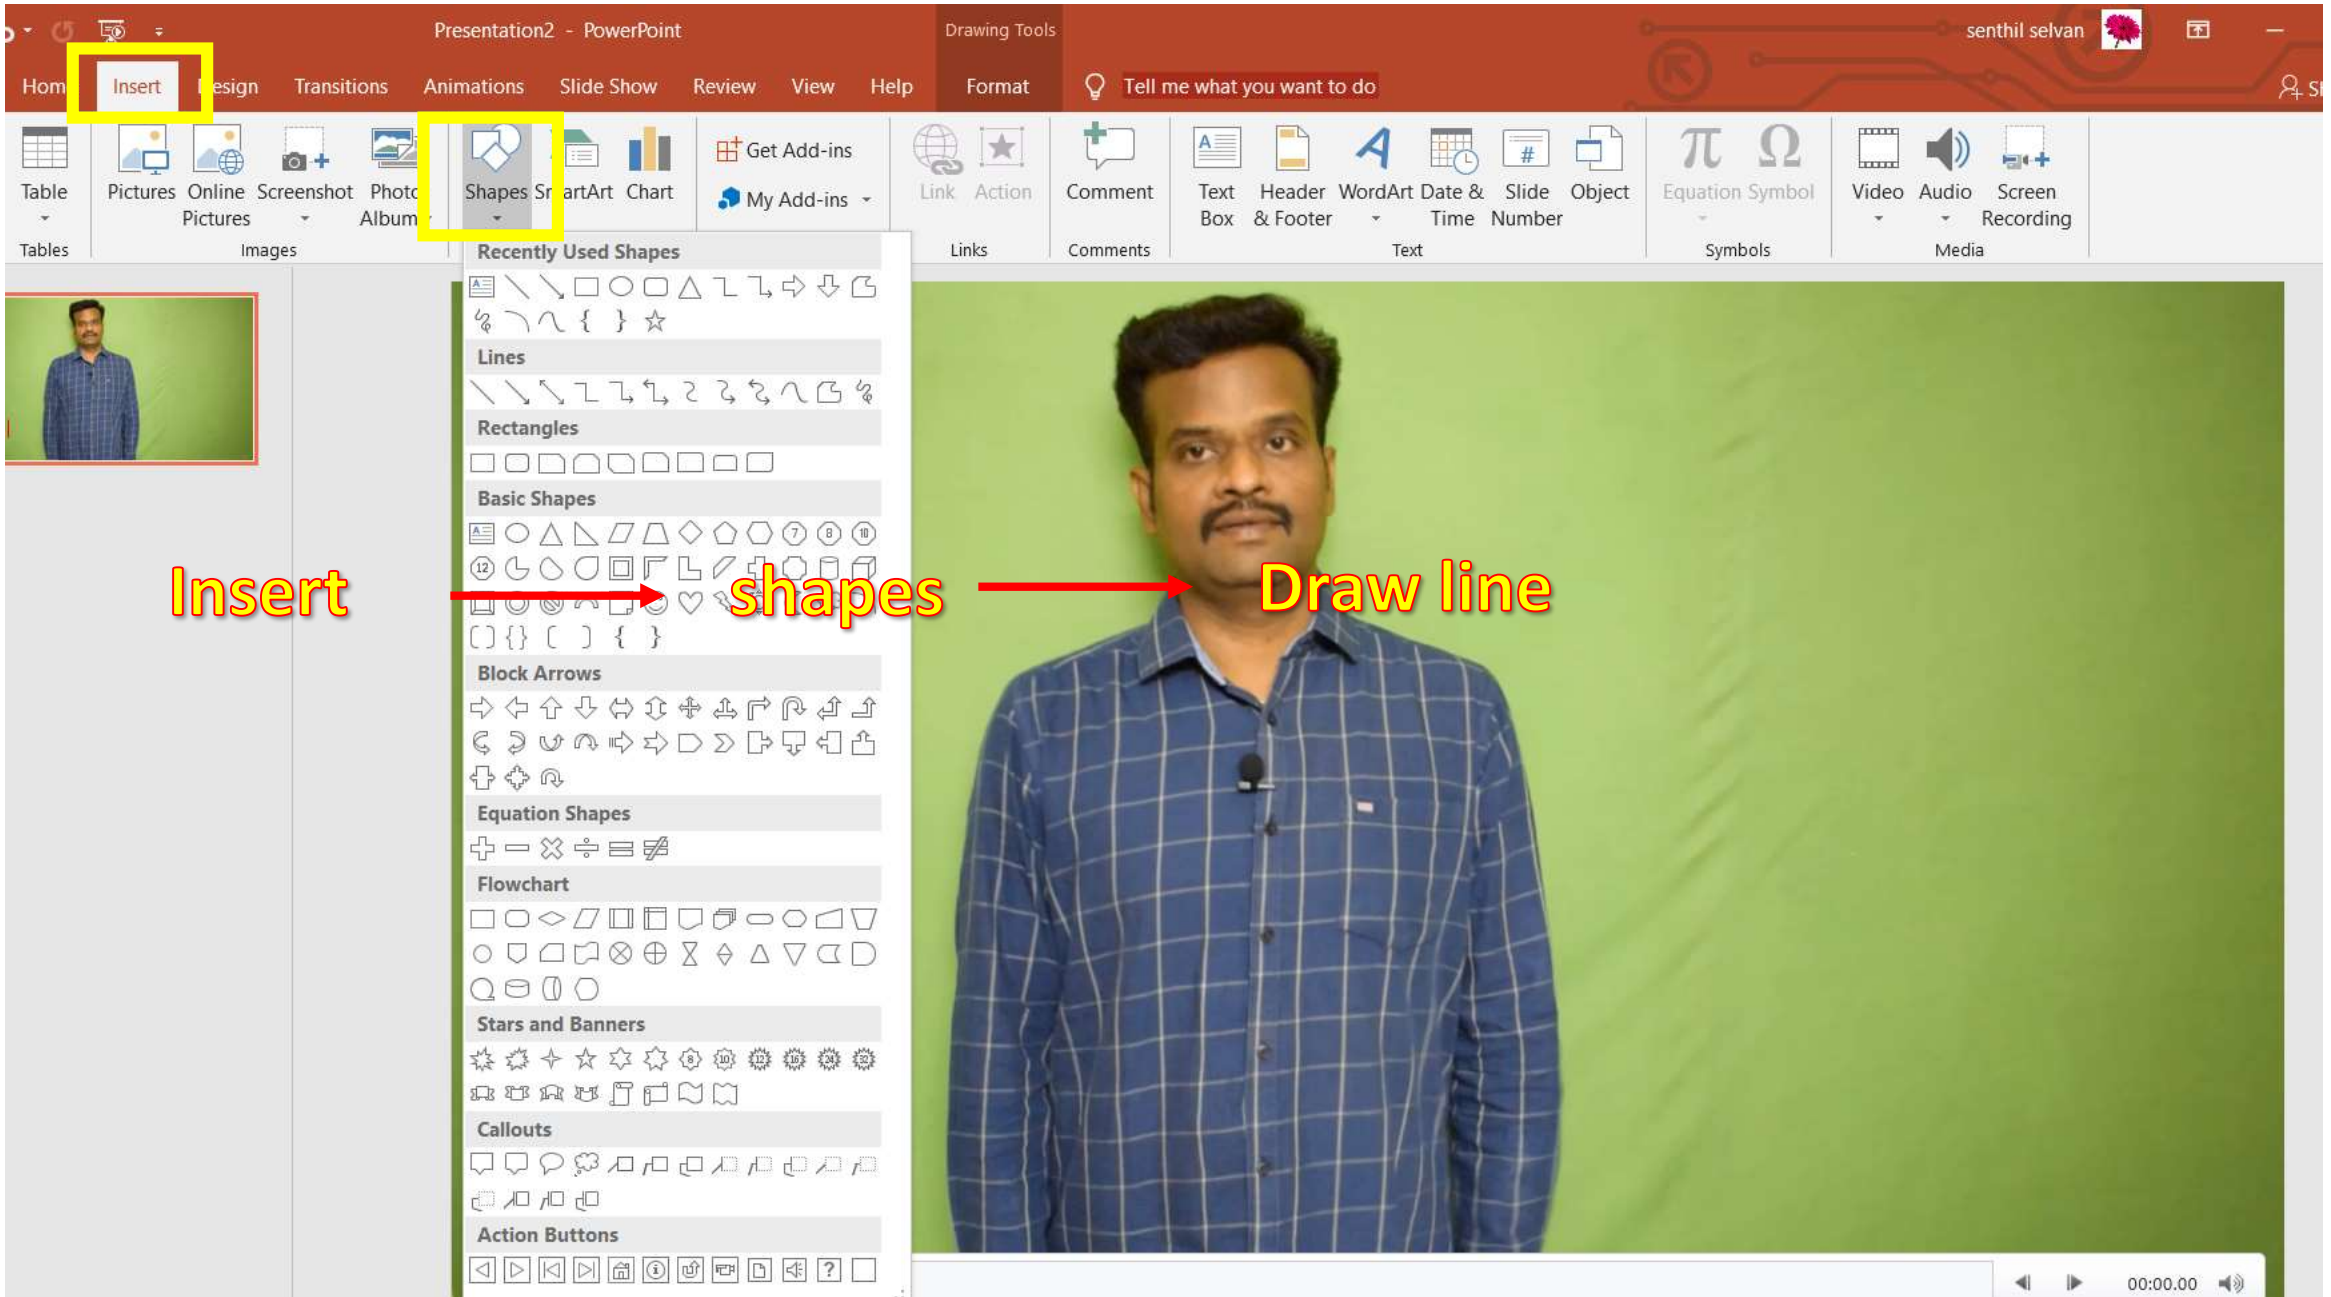 Presentation2 - PowerPoint
Drawing Tools
senthil selvan
Insert
Design
Transitions
Animations
Slide Show
Review
View
Help
Format
Tell me what you want to do
Table
Pictures
Online Pictures
Screenshot
Photo Album
Shapes
SmartArt
Chart
Get Add-ins
My Add-ins
Link
Action
Comment
Text Box
Header & Footer
WordArt
Date & Time
Slide Number
Object
Equation
Symbol
Video
Audio
Screen Recording
Tables
Images
Links
Comments
Text
Symbols
Media
Recently Used Shapes
Lines
Rectangles
Basic Shapes
Insert
shapes
Draw line
Block Arrows
Equation Shapes
Flowchart
Stars and Banners
Callouts
Action Buttons
00:00.00